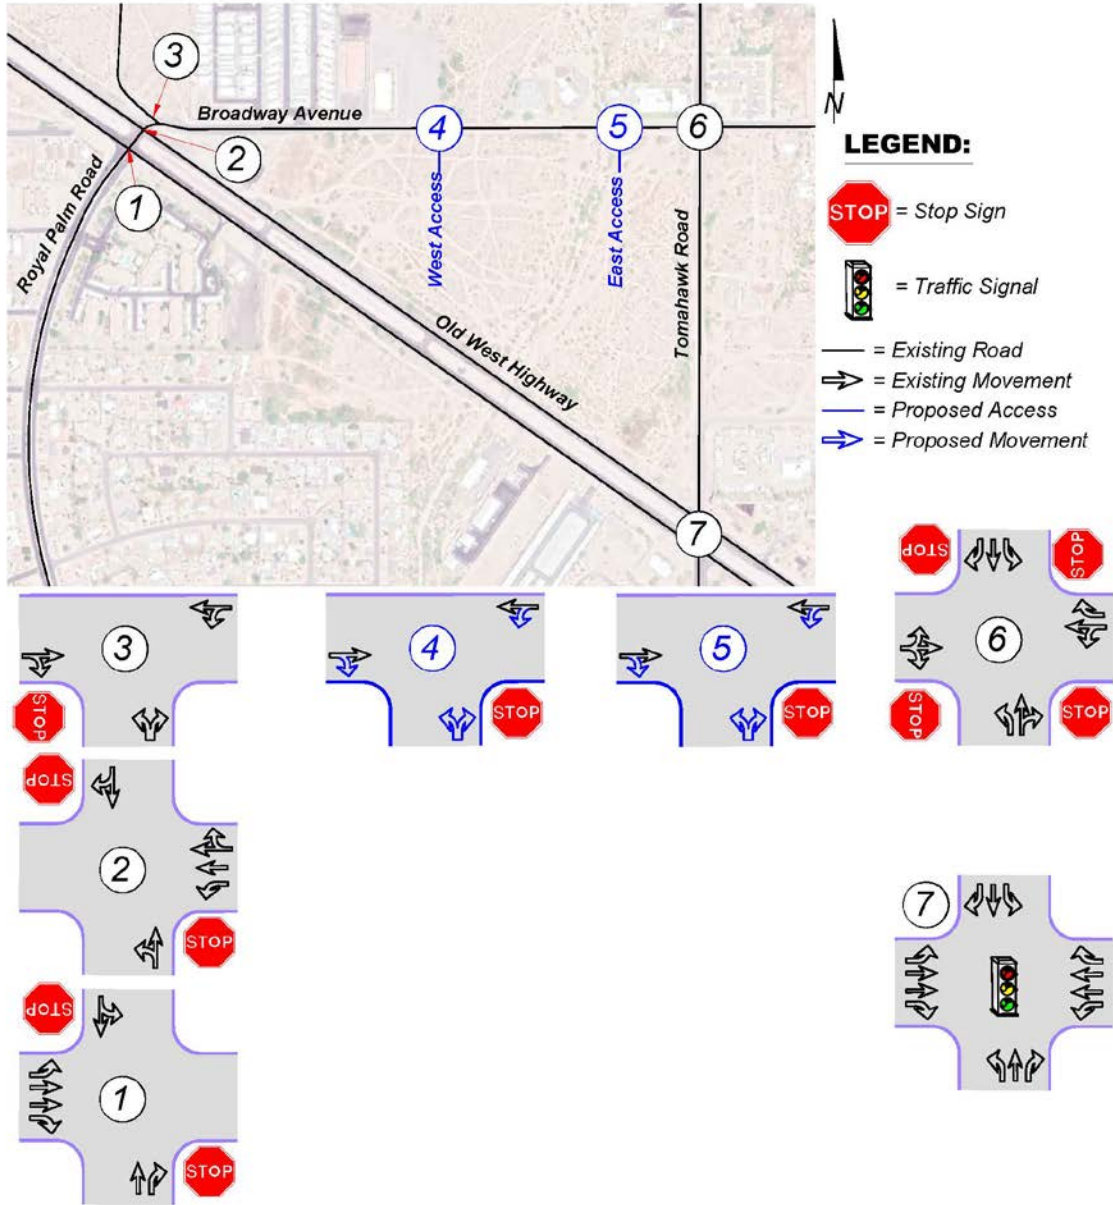 3
Broadway Avenue
4
5
6
2
1
Royal Palm Road
West Access
East Access
Tomahawk Road
Old West Highway
7
N
LEGEND:
STOP = Stop Sign
= Traffic Signal
= Existing Road
= Existing Movement
= Proposed Access
= Proposed Movement
3
STOP
4
STOP
5
STOP
STOP
STOP
6
STOP
STOP
STOP
2
STOP
7
STOP
1
STOP